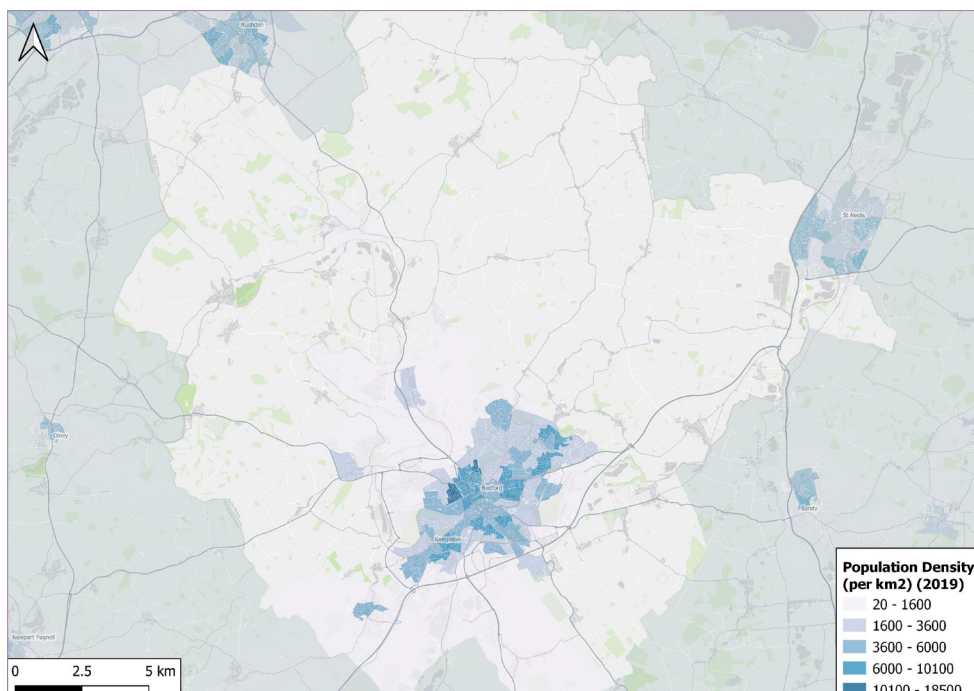 Rushden
St Neots
Olney
Bedford
Sandy
Kempston
Newport Pagnell
Population Density
(per km2) (2019)
20 - 1600
1600 - 3600
3600 - 6000
6000 - 10100
10100 - 18500
0 2.5 5 km